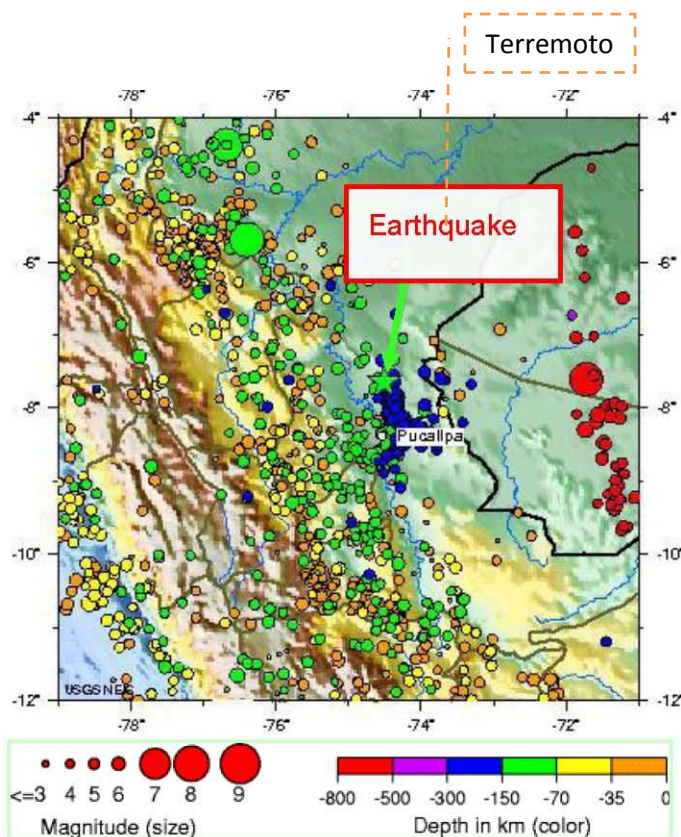 Terremoto
-78° -76° -74° -72°
-4° -4°
Earthquake
-6° -6°
-8° -8°
Pucallpa
-10° -10°
-12° -12°
USGSNEIC
-78° -76° -74° -72°
<=3 4 5 6 7 8 9
Magnitude (size)
-800 -500 -300 -150 -70 -35 0
Depth in km (color)